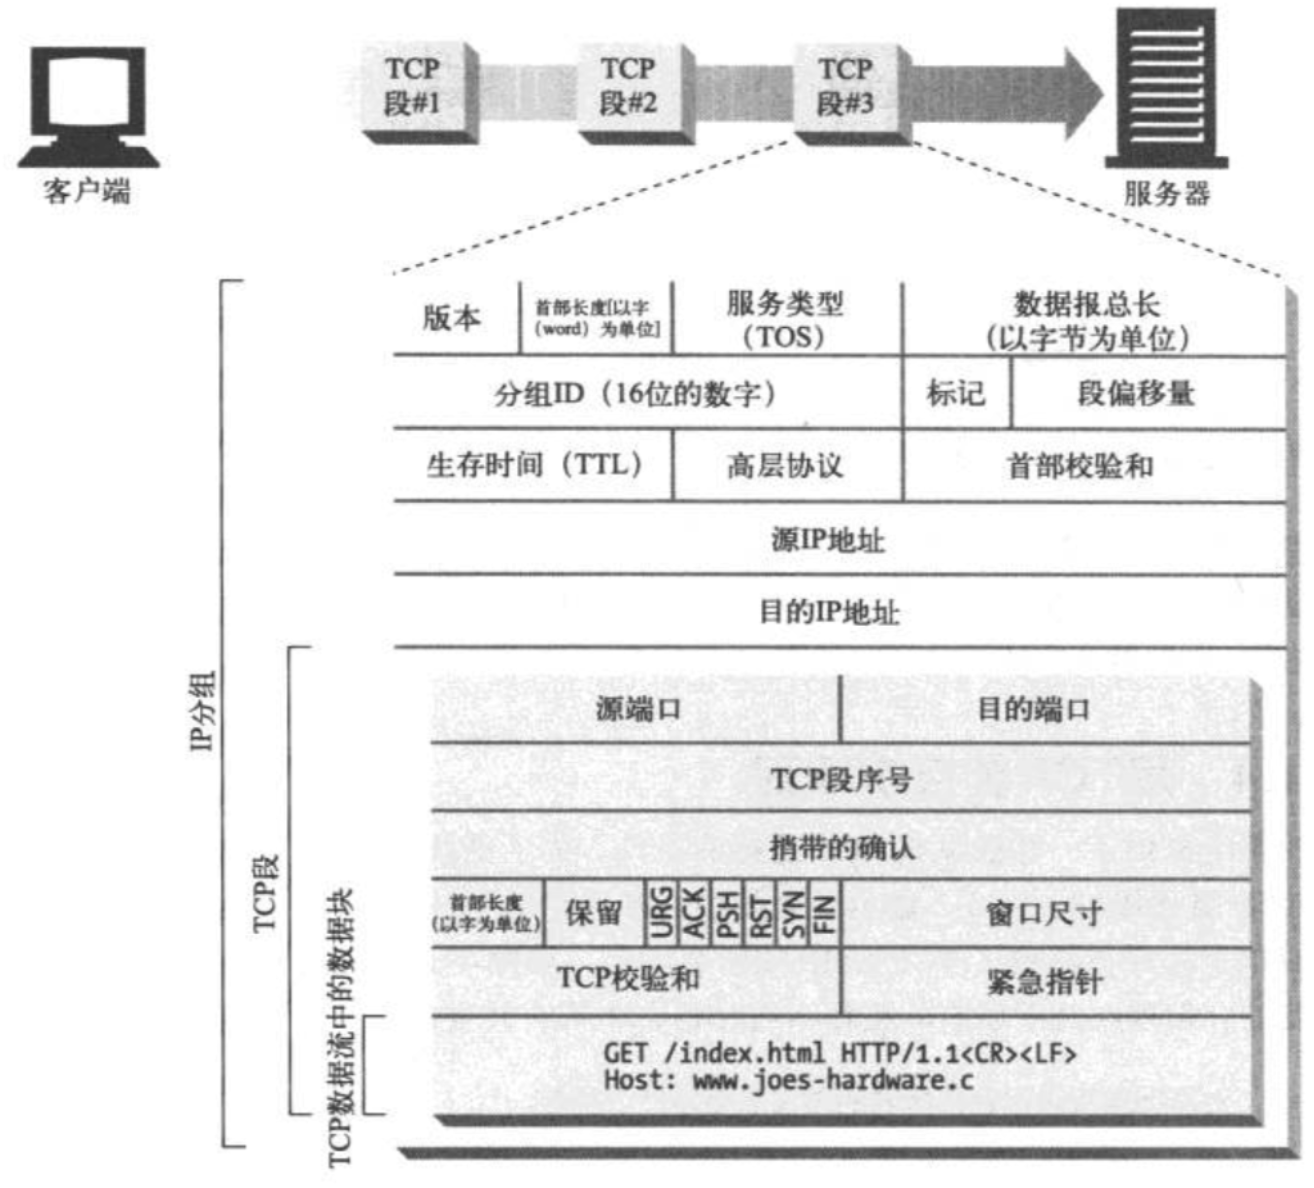 TCP
段#1
TCP
段#2
TCP
段#3
客户端
服务器
版本
首部长度[以字
（word）为单位]
服务类型
（TOS）
数据报总长
（以字节为单位）
分组ID（16位的数字）
标记
段偏移量
生存时间（TTL）
高层协议
首部校验和
源IP地址
目的IP地址
IP分组
TCP段
TCP数据流中的数据块
源端口
目的端口
TCP段序号
捎带的确认
首部长度
(以字为单位)
保留
URG
ACK
PSH
RST
SYN
FIN
窗口尺寸
TCP校验和
紧急指针
GET /index.html HTTP/1.1<CR><LF>
Host: www.joes-hardware.c